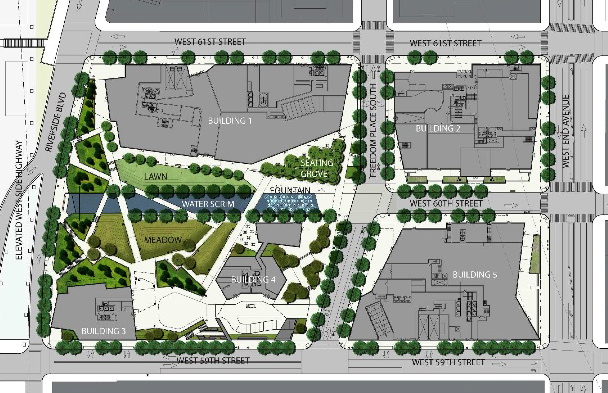 WEST 61ST STREET
WEST 61ST STREET
RIVERSIDE BLVD
BUILDING 1
FREEDOM PLACE SOUTH
BUILDING 2
WEST END AVENUE
ELEVATED WEST SIDE HIGHWAY
LAWN
SEATING
GROVE
FOUNTAIN
WATER SCRIM
WEST 60TH STREET
MEADOW
BUILDING 4
BUILDING 5
BUILDING 3
WEST 59TH STREET
WEST 59TH STREET